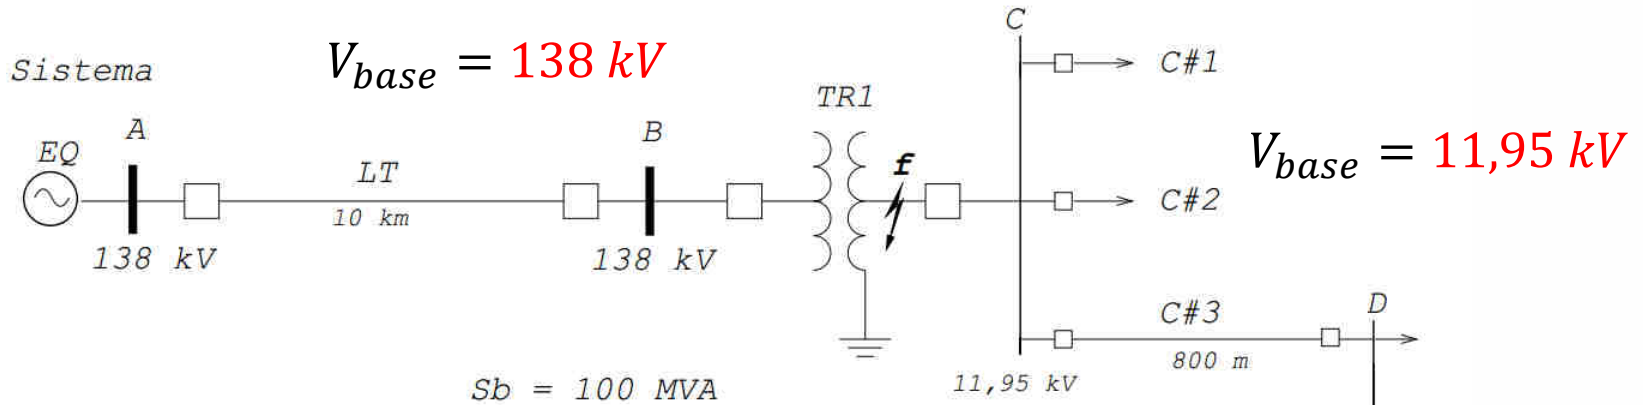 Sistema
V_base = 138 kV
EQ
A
138 kV
LT
10 km
B
138 kV
TR1
f
C
C#1
V_base = 11,95 kV
C#2
C#3
800 m
D
11,95 kV
Sb = 100 MVA